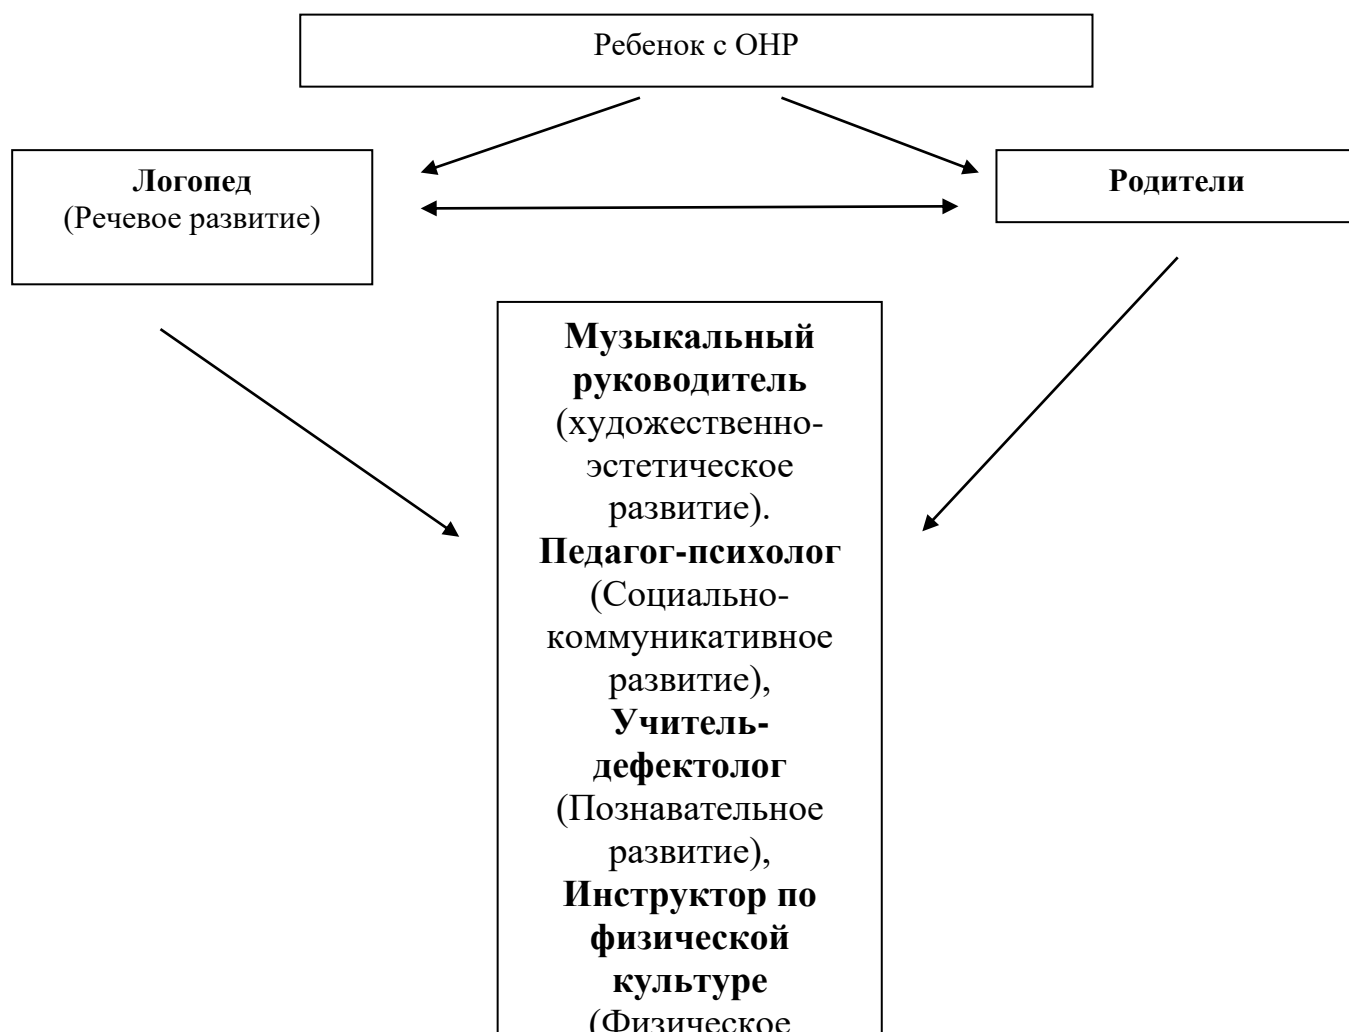 Ребенок с ОНР
Логопед
(Речевое развитие)
Родители
Музыкальный
руководитель
(художественно-
эстетическое
развитие).
Педагог-психолог
(Социально-
коммуникативное
развитие),
Учитель-
дефектолог
(Познавательное
развитие),
Инструктор по
физической
культуре
(Физическое